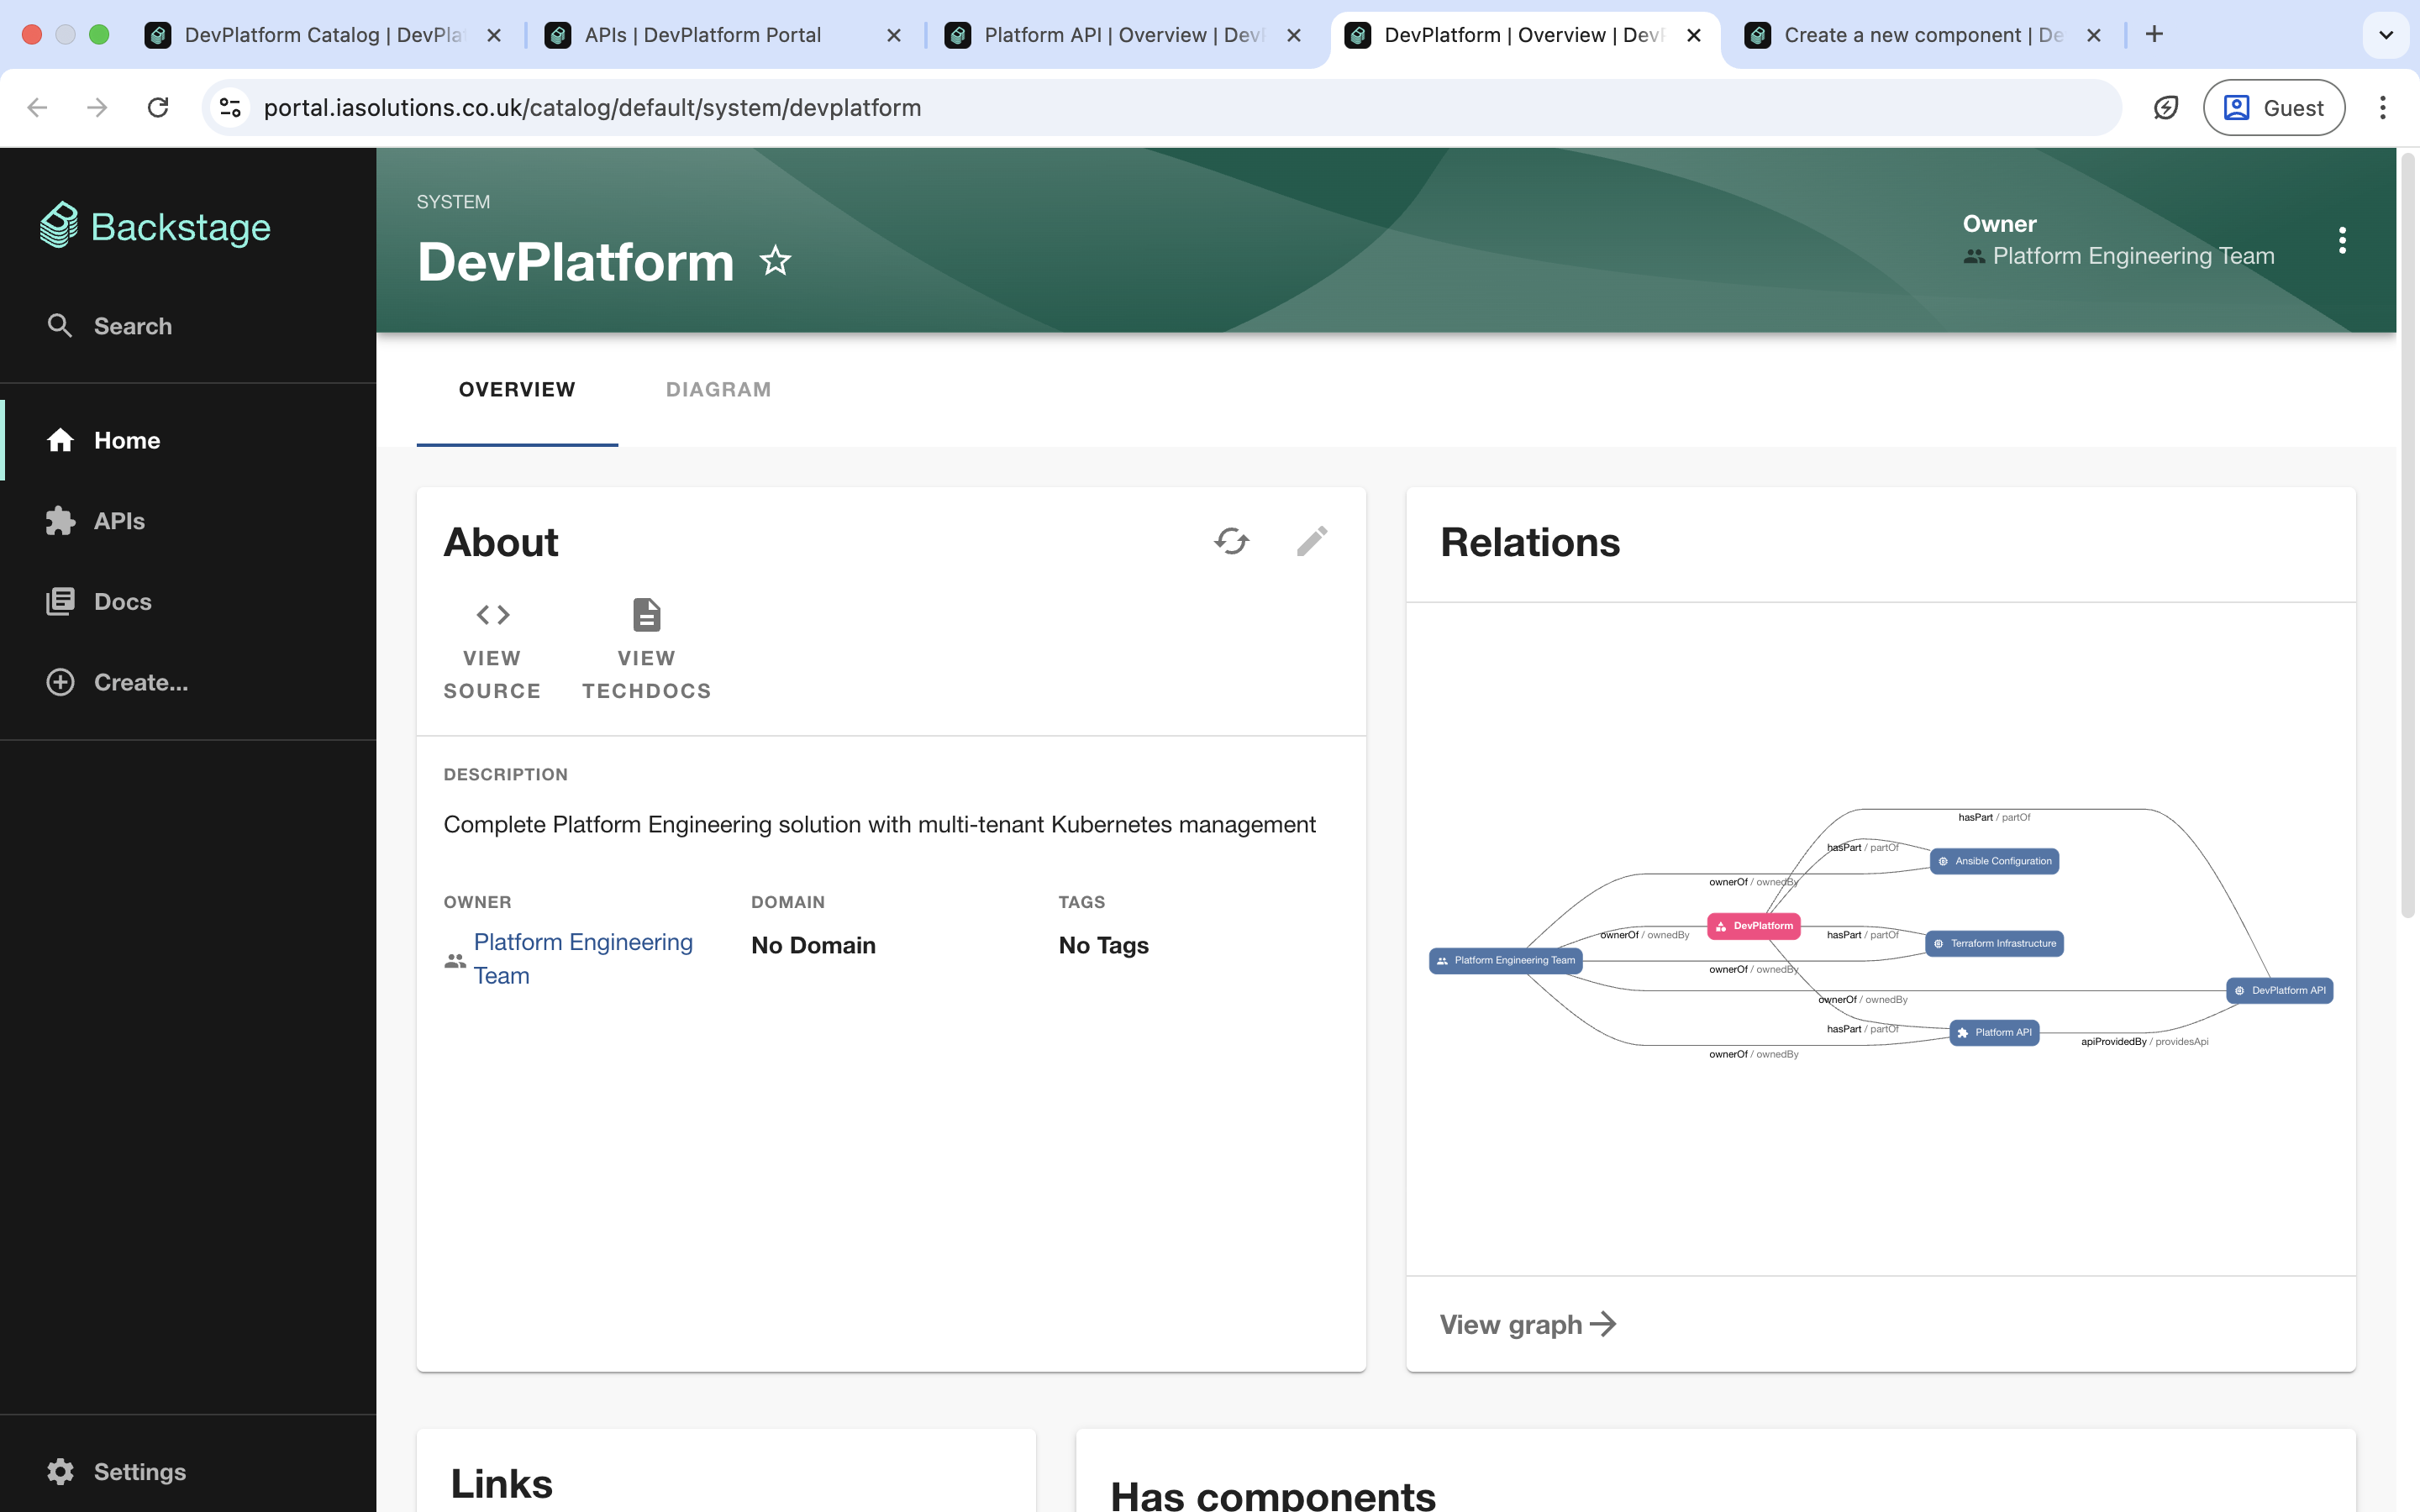 DevPlatform Catalog | DevPla
APIs | DevPlatform Portal
Platform API | Overview | Dev
DevPlatform | Overview | Dev
Create a new component | De
portal.iasolutions.co.uk/catalog/default/system/devplatform
Guest
Backstage
Search
Home
APIs
Docs
Create...
Settings
SYSTEM
DevPlatform
Owner
Platform Engineering Team
OVERVIEW
DIAGRAM
About
VIEW
SOURCE
VIEW
TECHDOCS
DESCRIPTION
Complete Platform Engineering solution with multi-tenant Kubernetes management
OWNER
Platform Engineering
Team
DOMAIN
No Domain
TAGS
No Tags
Relations
hasPart / partOf
hasPart / partOf
Ansible Configuration
ownerOf / ownedBy
DevPlatform
ownerOf / ownedBy
hasPart / partOf
Terraform Infrastructure
Platform Engineering Team
ownerOf / ownedBy
DevPlatform API
ownerOf / ownedBy
hasPart / partOf
Platform API
apiProvidedBy / providesApi
ownerOf / ownedBy
View graph
Links
Has components